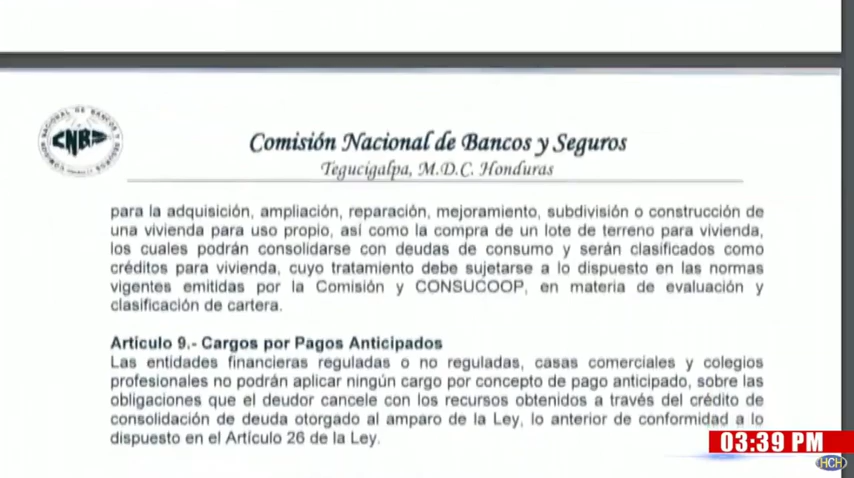 CNBS
Comisión Nacional de Bancos y Seguros
Tegucigalpa, M.D.C. Honduras
para la adquisición, ampliación, reparación, mejoramiento, subdivisión o construcción de
una vivienda para uso propio, así como la compra de un lote de terreno para vivienda,
los cuales podrán consolidarse con deudas de consumo y serán clasificados como
créditos para vivienda, cuyo tratamiento debe sujetarse a lo dispuesto en las normas
vigentes emitidas por la Comisión y CONSUCOOP, en materia de evaluación y
clasificación de cartera.
Artículo 9.- Cargos por Pagos Anticipados
Las entidades financieras reguladas o no reguladas, casas comerciales y colegios
profesionales no podrán aplicar ningún cargo por concepto de pago anticipado, sobre las
obligaciones que el deudor cancele con los recursos obtenidos a través del crédito de
consolidación de deuda otorgado al amparo de la Ley, lo anterior de conformidad a lo
dispuesto en el Artículo 26 de la Ley.
03:39 PM
HCH